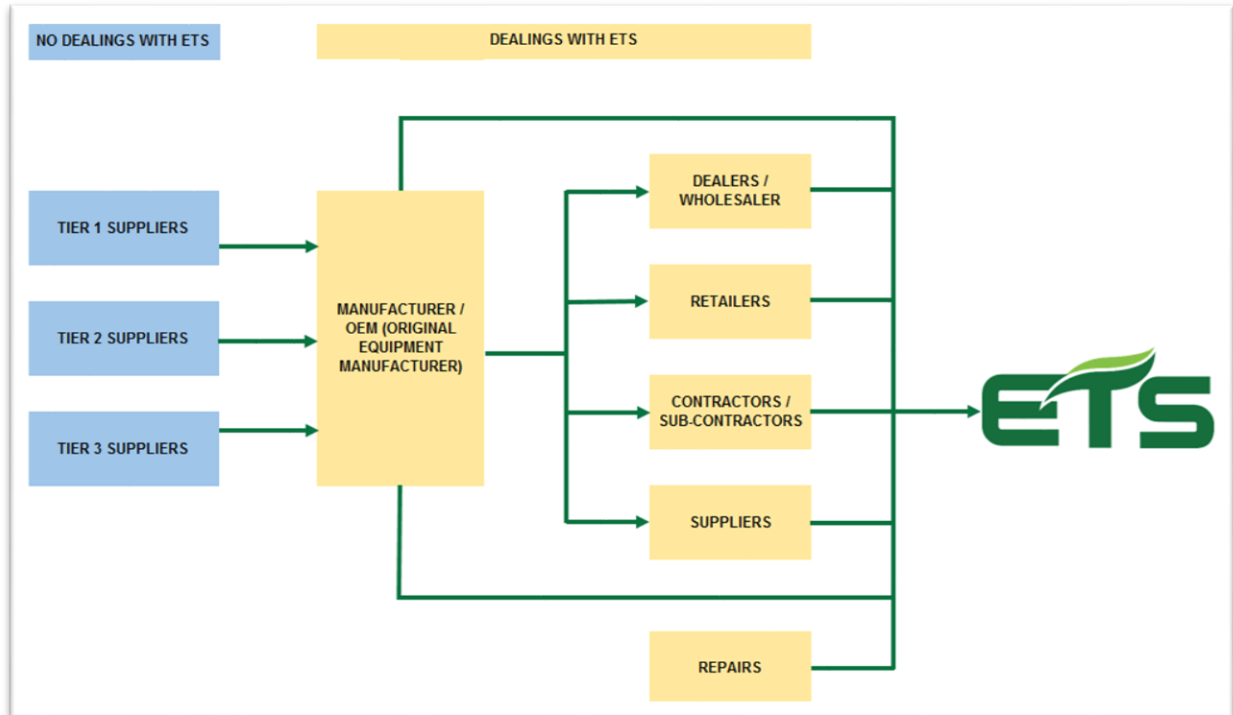 NO DEALINGS WITH ETS
DEALINGS WITH ETS
TIER 1 SUPPLIERS
TIER 2 SUPPLIERS
TIER 3 SUPPLIERS
MANUFACTURER /
OEM (ORIGINAL
EQUIPMENT
MANUFACTURER)
DEALERS /
WHOLESALER
RETAILERS
CONTRACTORS /
SUB-CONTRACTORS
SUPPLIERS
REPAIRS
ETS